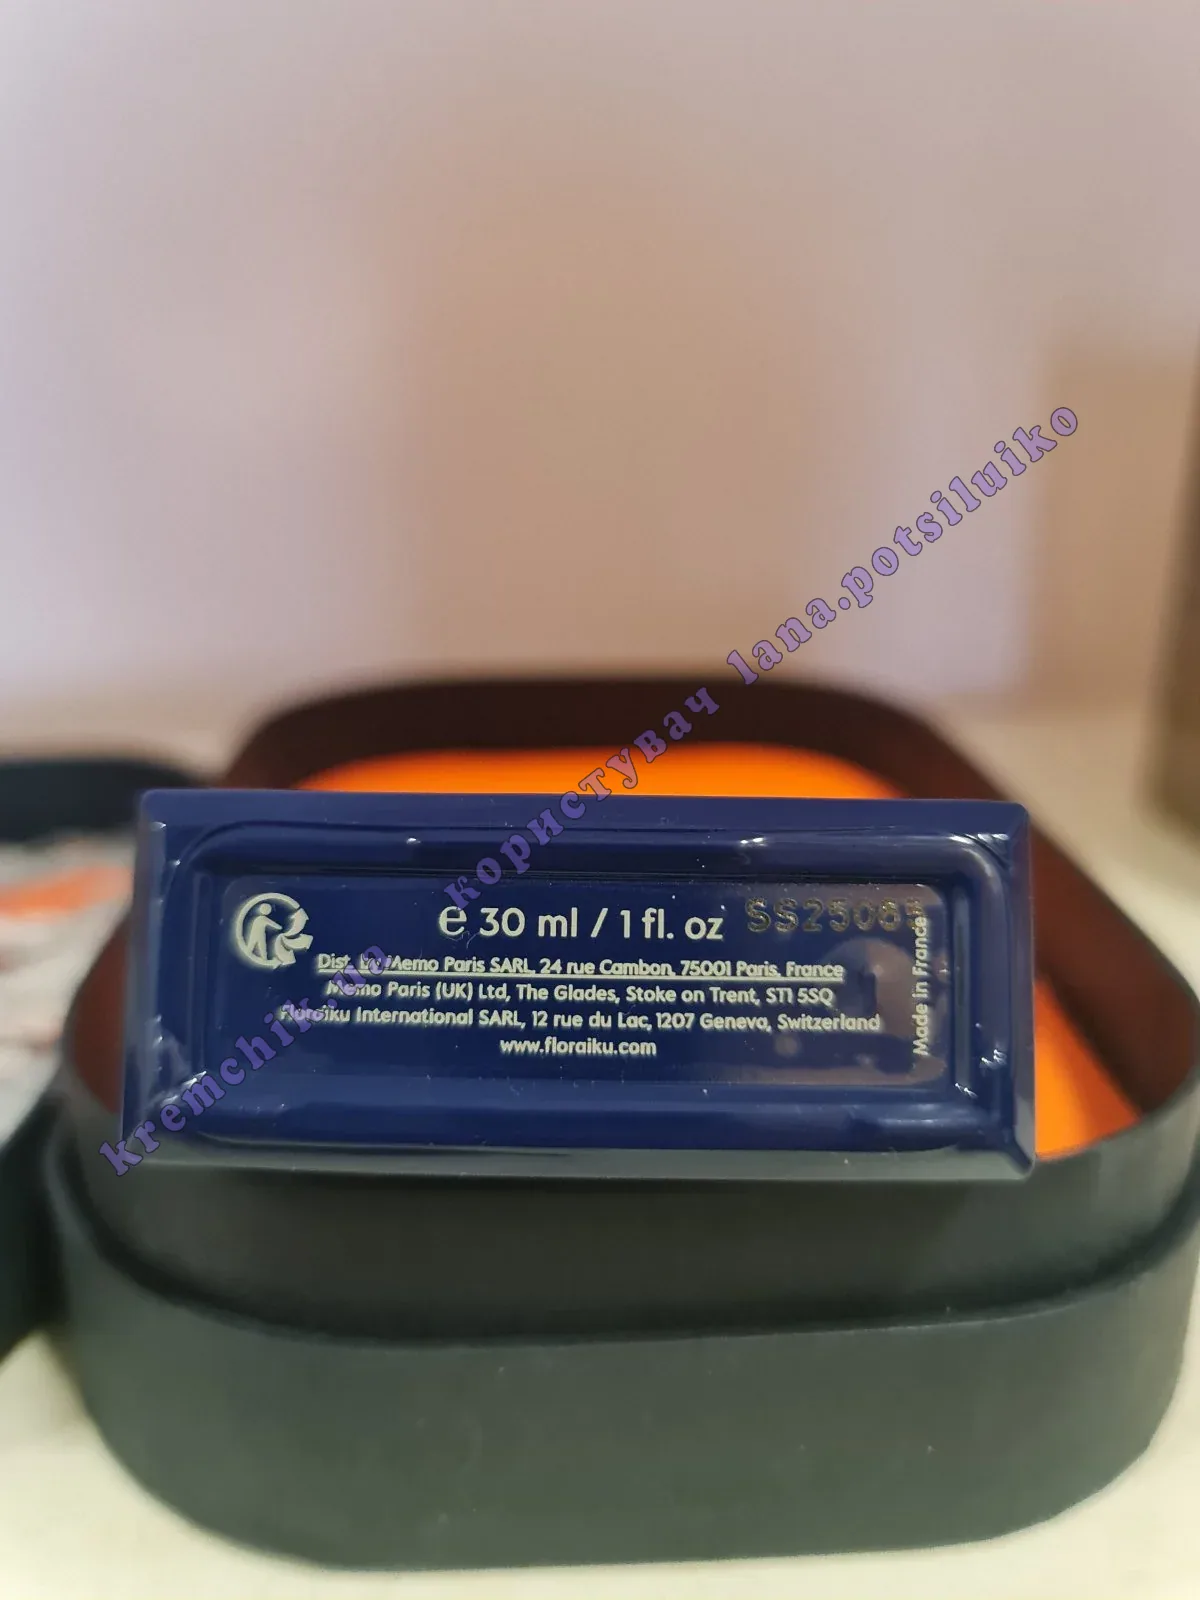 e 30 ml / 1 fl. oz SS25065
Dist. by Memo Paris SARL, 24 rue Cambon, 75001 Paris, France
Memo Paris (UK) Ltd, The Glades, Stoke on Trent, ST1 5SQ
Floraïku International SARL, 12 rue du Lac, 1207 Geneva, Switzerland
www.floraiku.com
Made in France
kremchik.ua користувач lana.potsiluiko